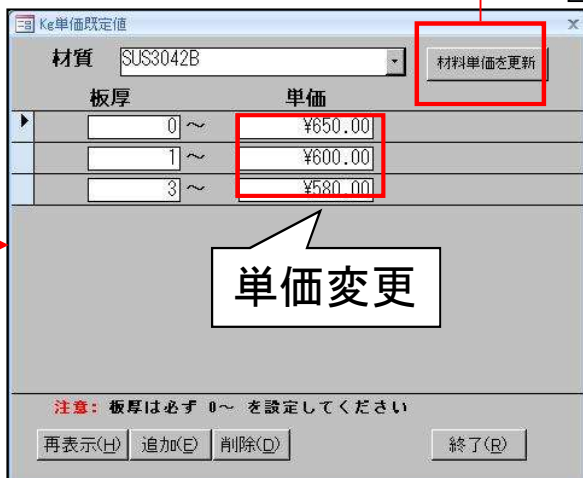 Kg単価既定値
材質 SUS3042B 材料単価を更新
板厚 単価
0 ～ ¥650.00
1 ～ ¥600.00
3 ～ ¥580.00
単価変更
注意: 板厚は必ず 0～ を設定してください
再表示(H) 追加(E) 削除(D) 終了(R)